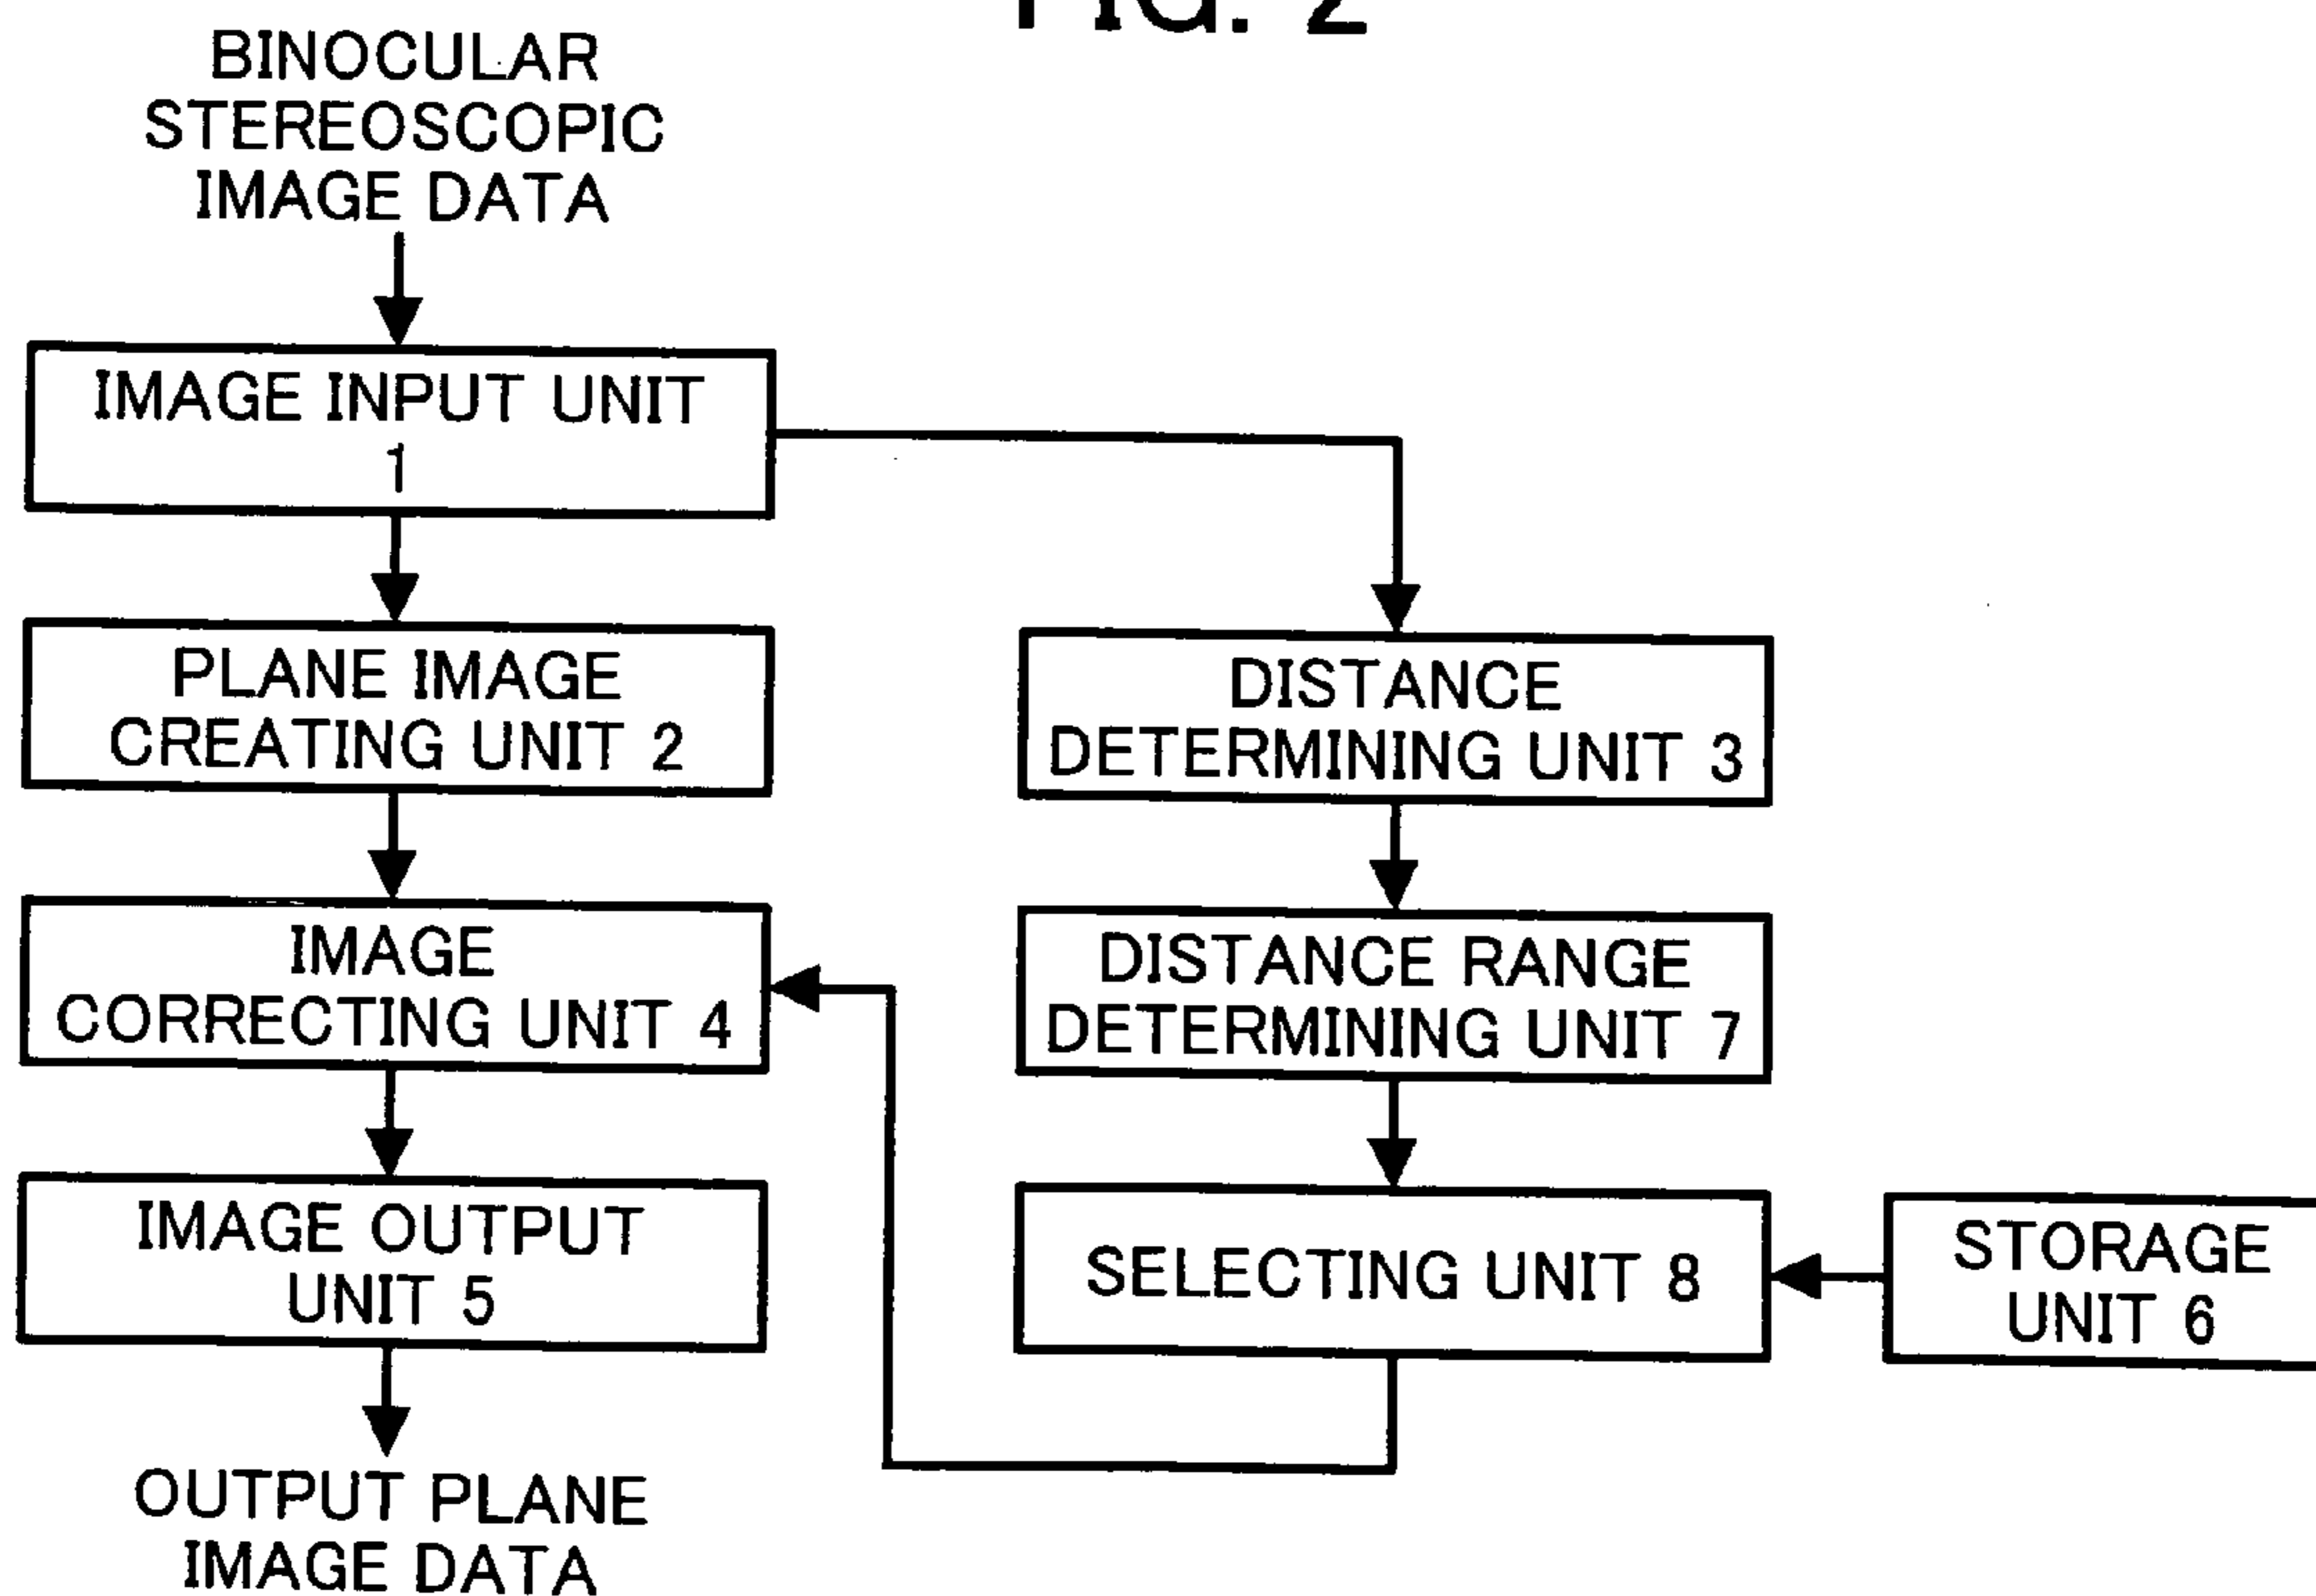 FIG. 2
BINOCULAR
STEREOSCOPIC
IMAGE DATA
IMAGE INPUT UNIT
1
PLANE IMAGE
CREATING UNIT 2
DISTANCE
DETERMINING UNIT 3
IMAGE
CORRECTING UNIT 4
DISTANCE RANGE
DETERMINING UNIT 7
IMAGE OUTPUT
UNIT 5
SELECTING UNIT 8
STORAGE
UNIT 6
OUTPUT PLANE
IMAGE DATA